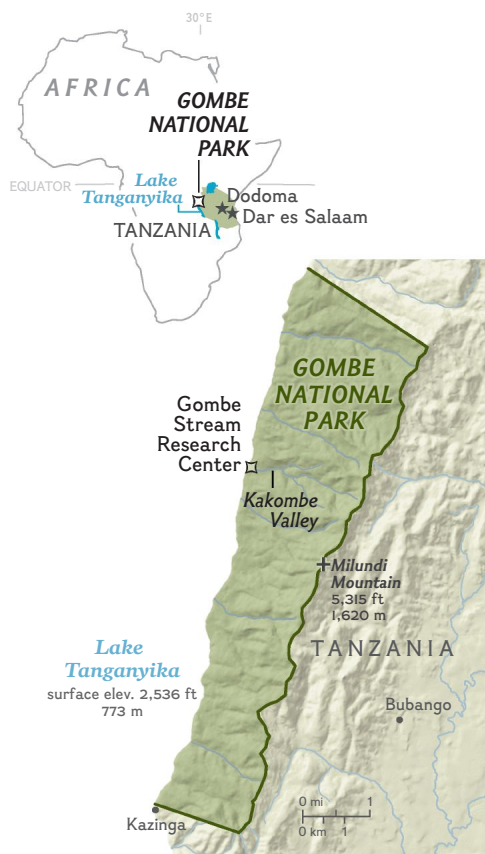 30°E
AFRICA
GOMBE
NATIONAL
PARK
EQUATOR
Lake
Tanganyika
Dodoma
Dar es Salaam
TANZANIA
GOMBE
NATIONAL
PARK
Gombe
Stream
Research
Center
Kakombe
Valley
Milundi
Mountain
5,315 ft
1,620 m
TANZANIA
Lake
Tanganyika
surface elev. 2,536 ft
773 m
Bubango
Kazinga
0 mi 1
0 km 1